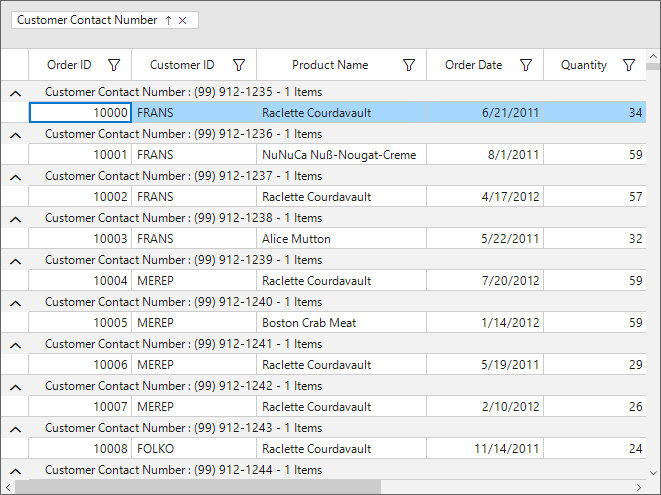 Customer Contact Number
Order ID Customer ID Product Name Order Date Quantity
Customer Contact Number : (99) 912-1235 - 1 Items
10000 FRANS Raclette Courdavault 6/21/2011 34
Customer Contact Number : (99) 912-1236 - 1 Items
10001 FRANS NuNuCa Nuß-Nougat-Creme 8/1/2011 59
Customer Contact Number : (99) 912-1237 - 1 Items
10002 FRANS Raclette Courdavault 4/17/2012 57
Customer Contact Number : (99) 912-1238 - 1 Items
10003 FRANS Alice Mutton 5/22/2011 32
Customer Contact Number : (99) 912-1239 - 1 Items
10004 MEREP Raclette Courdavault 7/20/2012 59
Customer Contact Number : (99) 912-1240 - 1 Items
10005 MEREP Boston Crab Meat 1/14/2012 59
Customer Contact Number : (99) 912-1241 - 1 Items
10006 MEREP Raclette Courdavault 5/19/2011 29
Customer Contact Number : (99) 912-1242 - 1 Items
10007 MEREP Raclette Courdavault 2/10/2012 26
Customer Contact Number : (99) 912-1243 - 1 Items
10008 FOLKO Raclette Courdavault 11/14/2011 24
Customer Contact Number : (99) 912-1244 - 1 Items